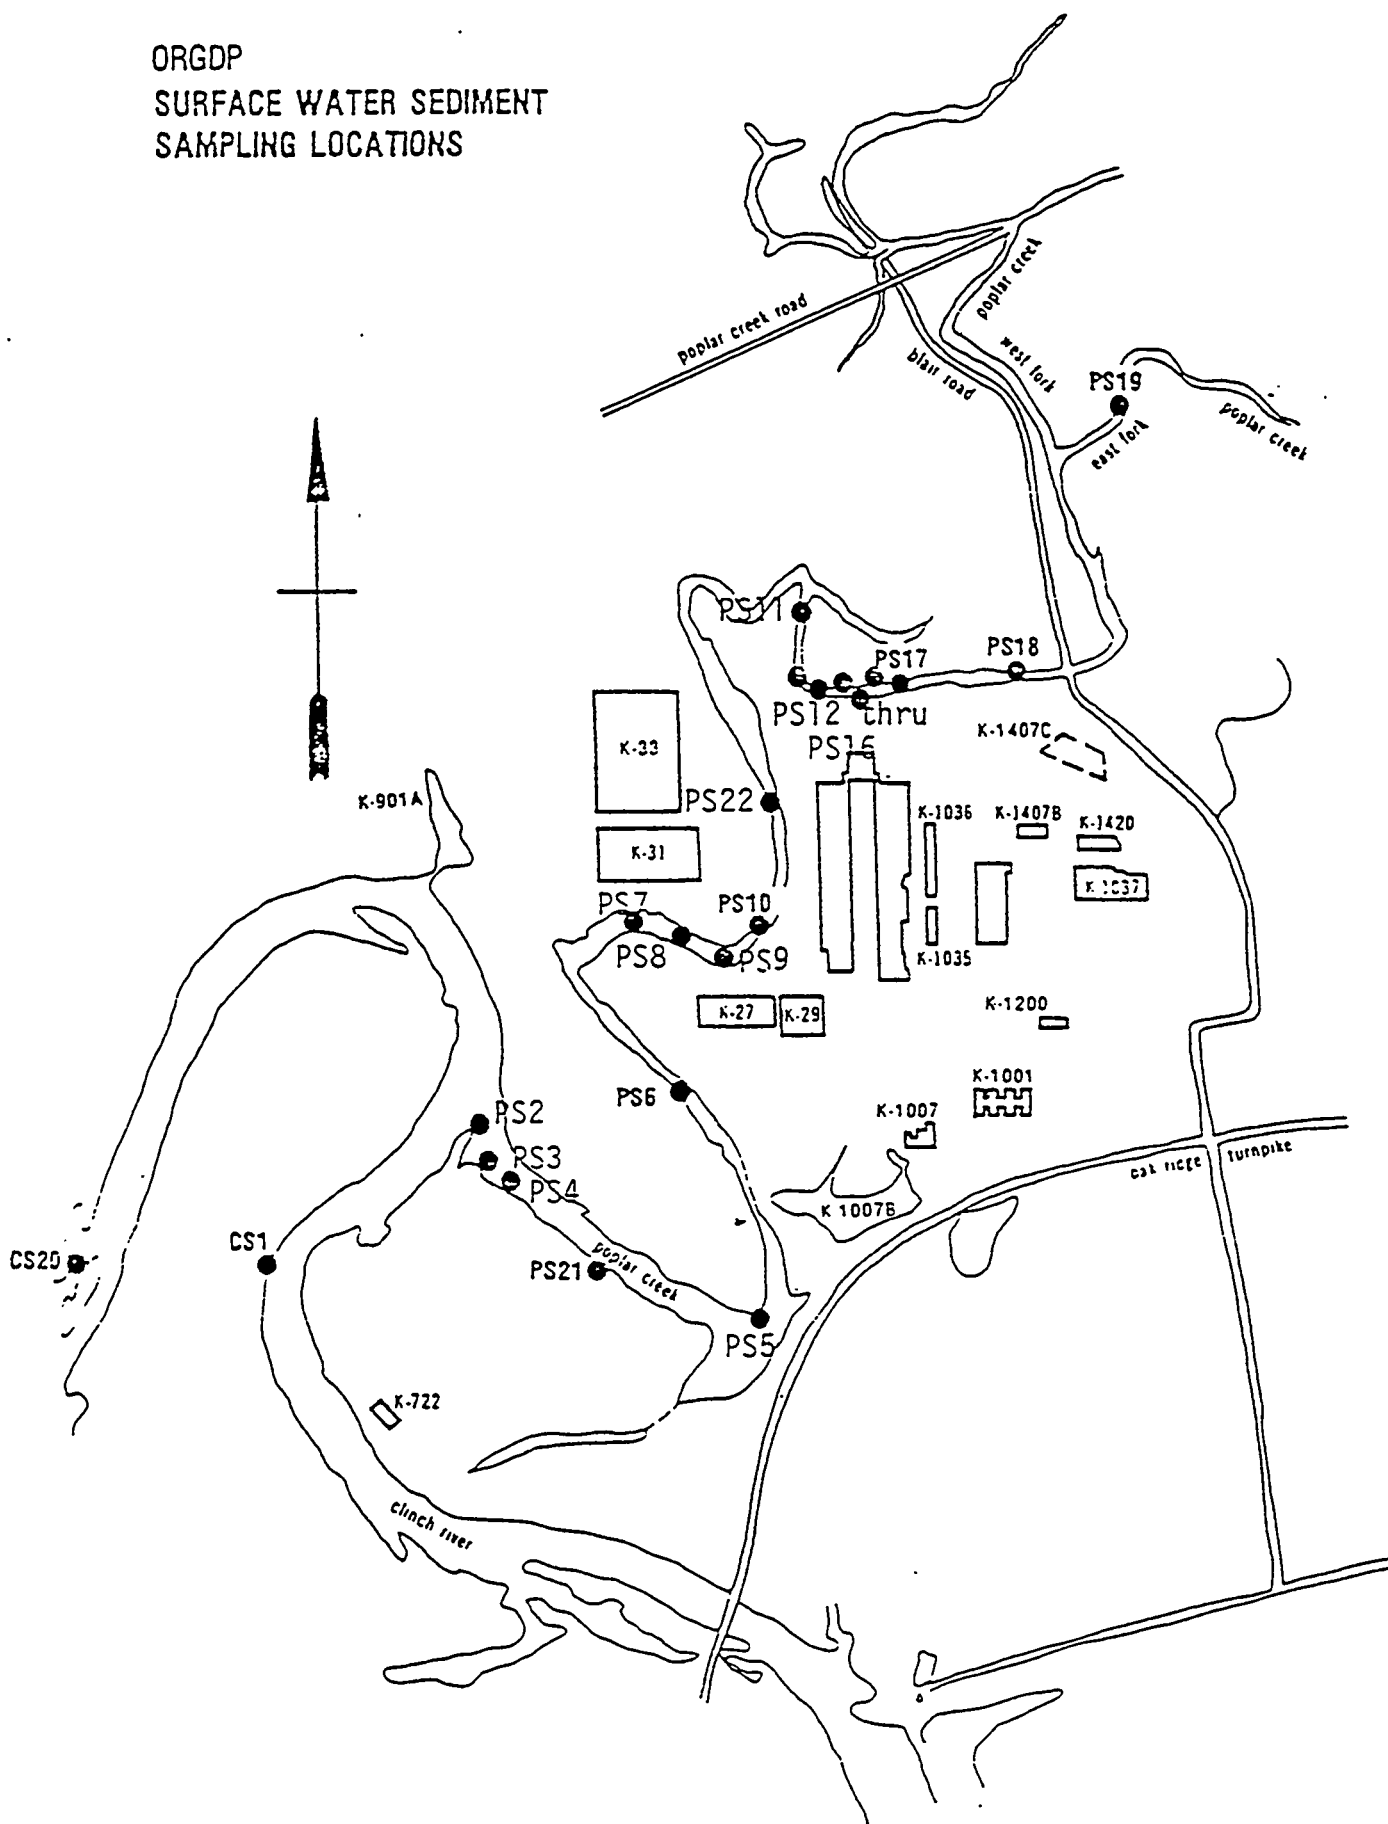 ORGDP
SURFACE WATER SEDIMENT
SAMPLING LOCATIONS
poplar creek
poplar creek road
west fork
blair road
PS19
poplar creek
east fork
PS11
PS18
PS17
PS12 thru
PS16
K-1407C
K-33
K-901A
PS22
K-1036
K-1407B
K-1420
K-31
K-1037
PS7
PS10
PS8
PS9
K-1035
K-27
K-29
K-1200
K-1001
PS6
K-1007
PS2
oak ridge turnpike
PS3
PS4
K 1007B
CS20
CS1
poplar creek
PS21
PS5
K-722
clinch river